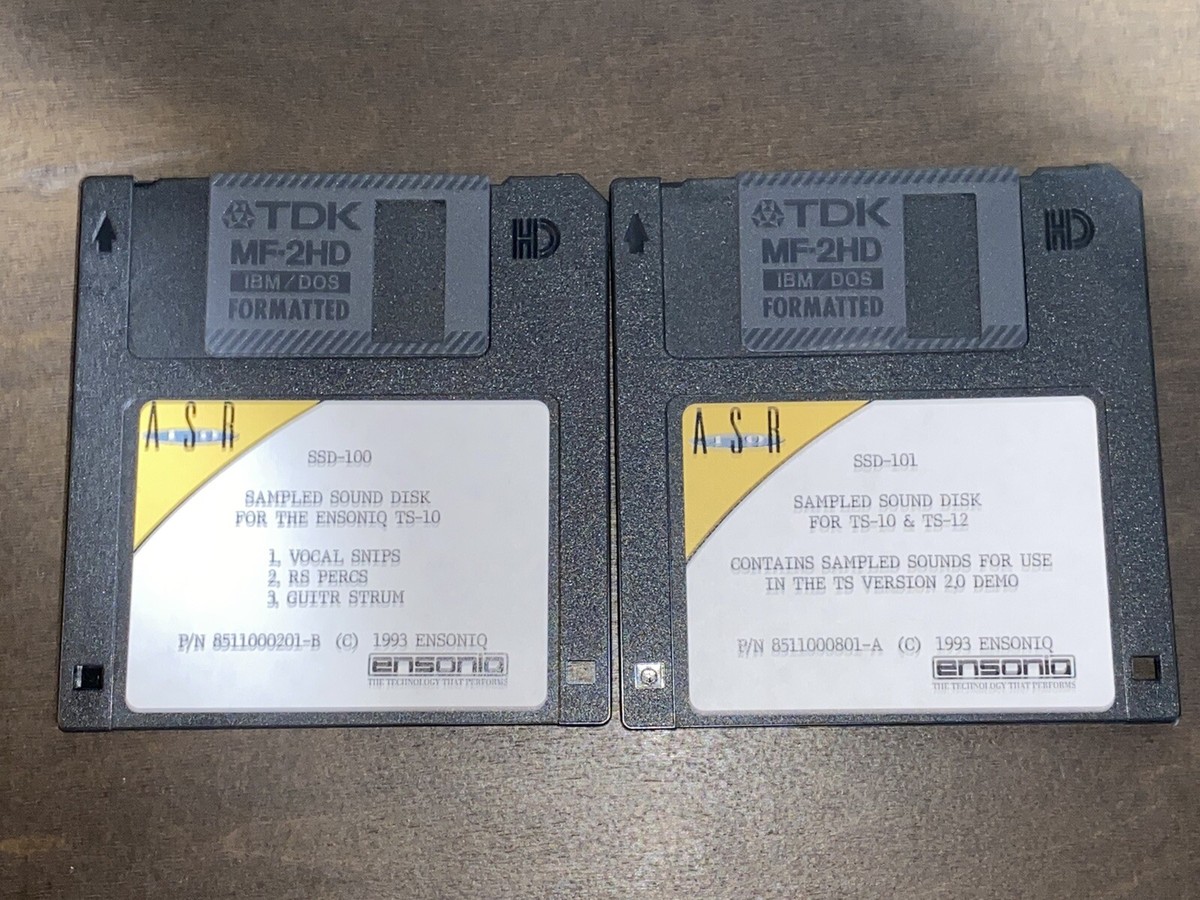 TDK
MF-2HD
IBM/DOS
FORMATTED
HD
ASR
SSD-100
SAMPLED SOUND DISK
FOR THE ENSONIQ TS-10
1, VOCAL SNIPS
2, RS PERCS
3, GUITR STRUM
P/N 8511000201-B (C) 1993 ENSONIQ
ensoniq
THE TECHNOLOGY THAT PERFORMS
TDK
MF-2HD
IBM/DOS
FORMATTED
HD
ASR
SSD-101
SAMPLED SOUND DISK
FOR TS-10 & TS-12
CONTAINS SAMPLED SOUNDS FOR USE
IN THE TS VERSION 2.0 DEMO
P/N 8511000801-A (C) 1993 ENSONIQ
ensoniq
THE TECHNOLOGY THAT PERFORMS